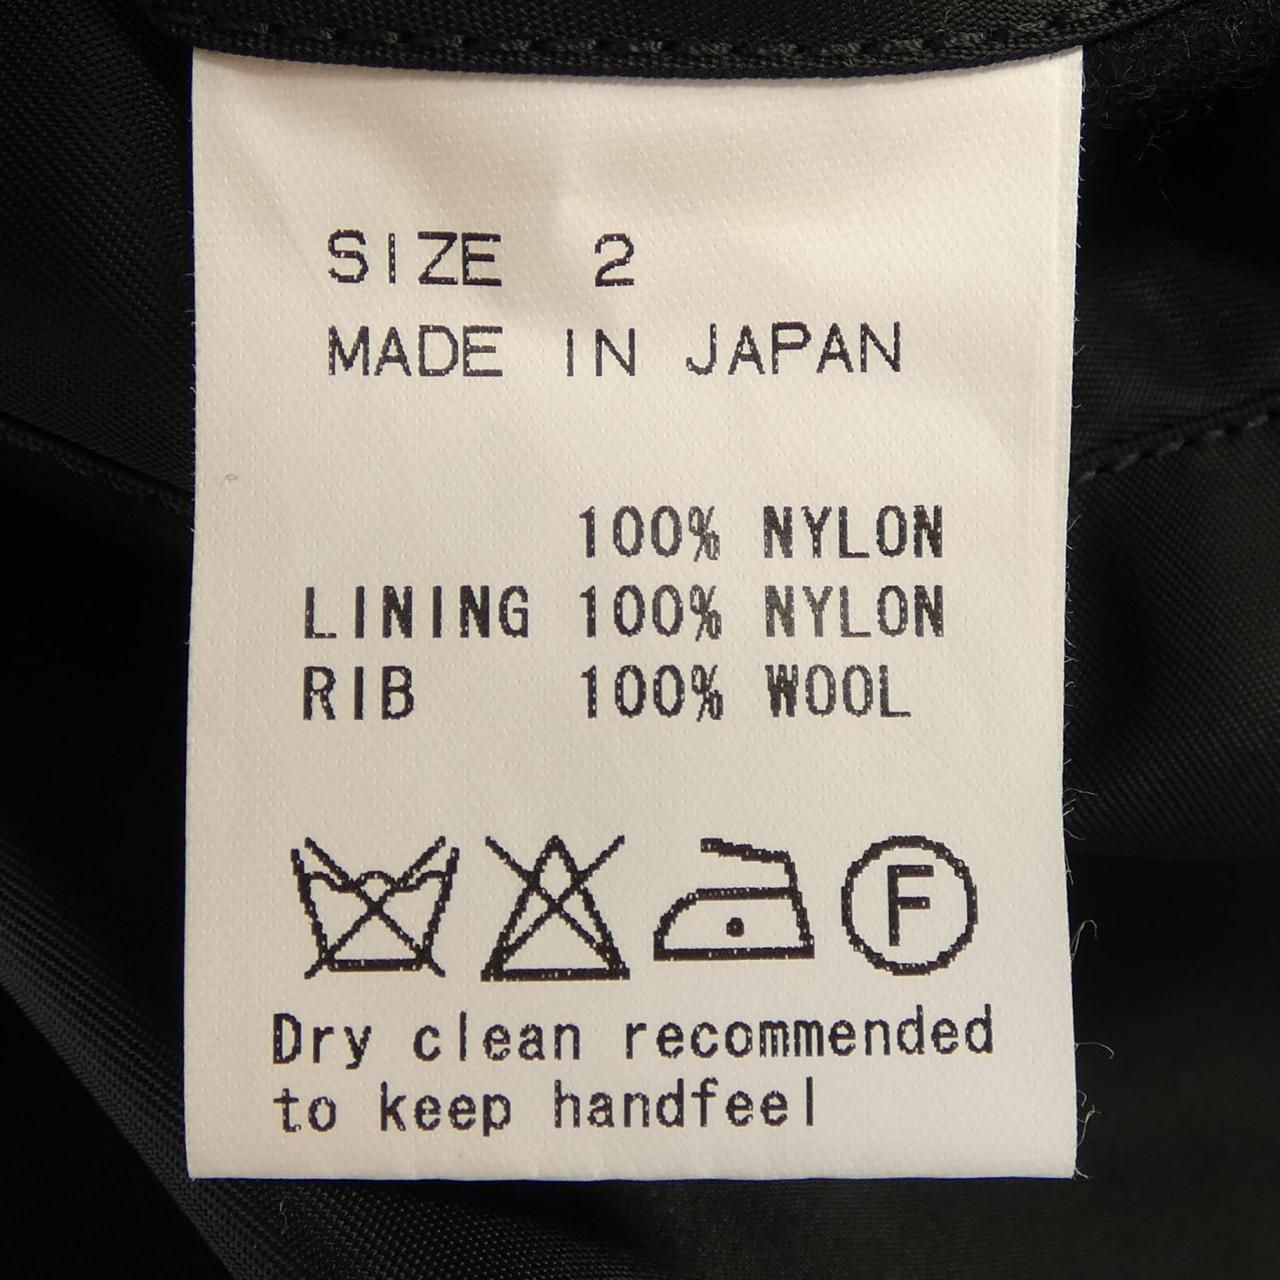 SIZE 2
MADE IN JAPAN
100% NYLON
LINING 100% NYLON
RIB 100% WOOL
F
Dry clean recommended
to keep handfeel